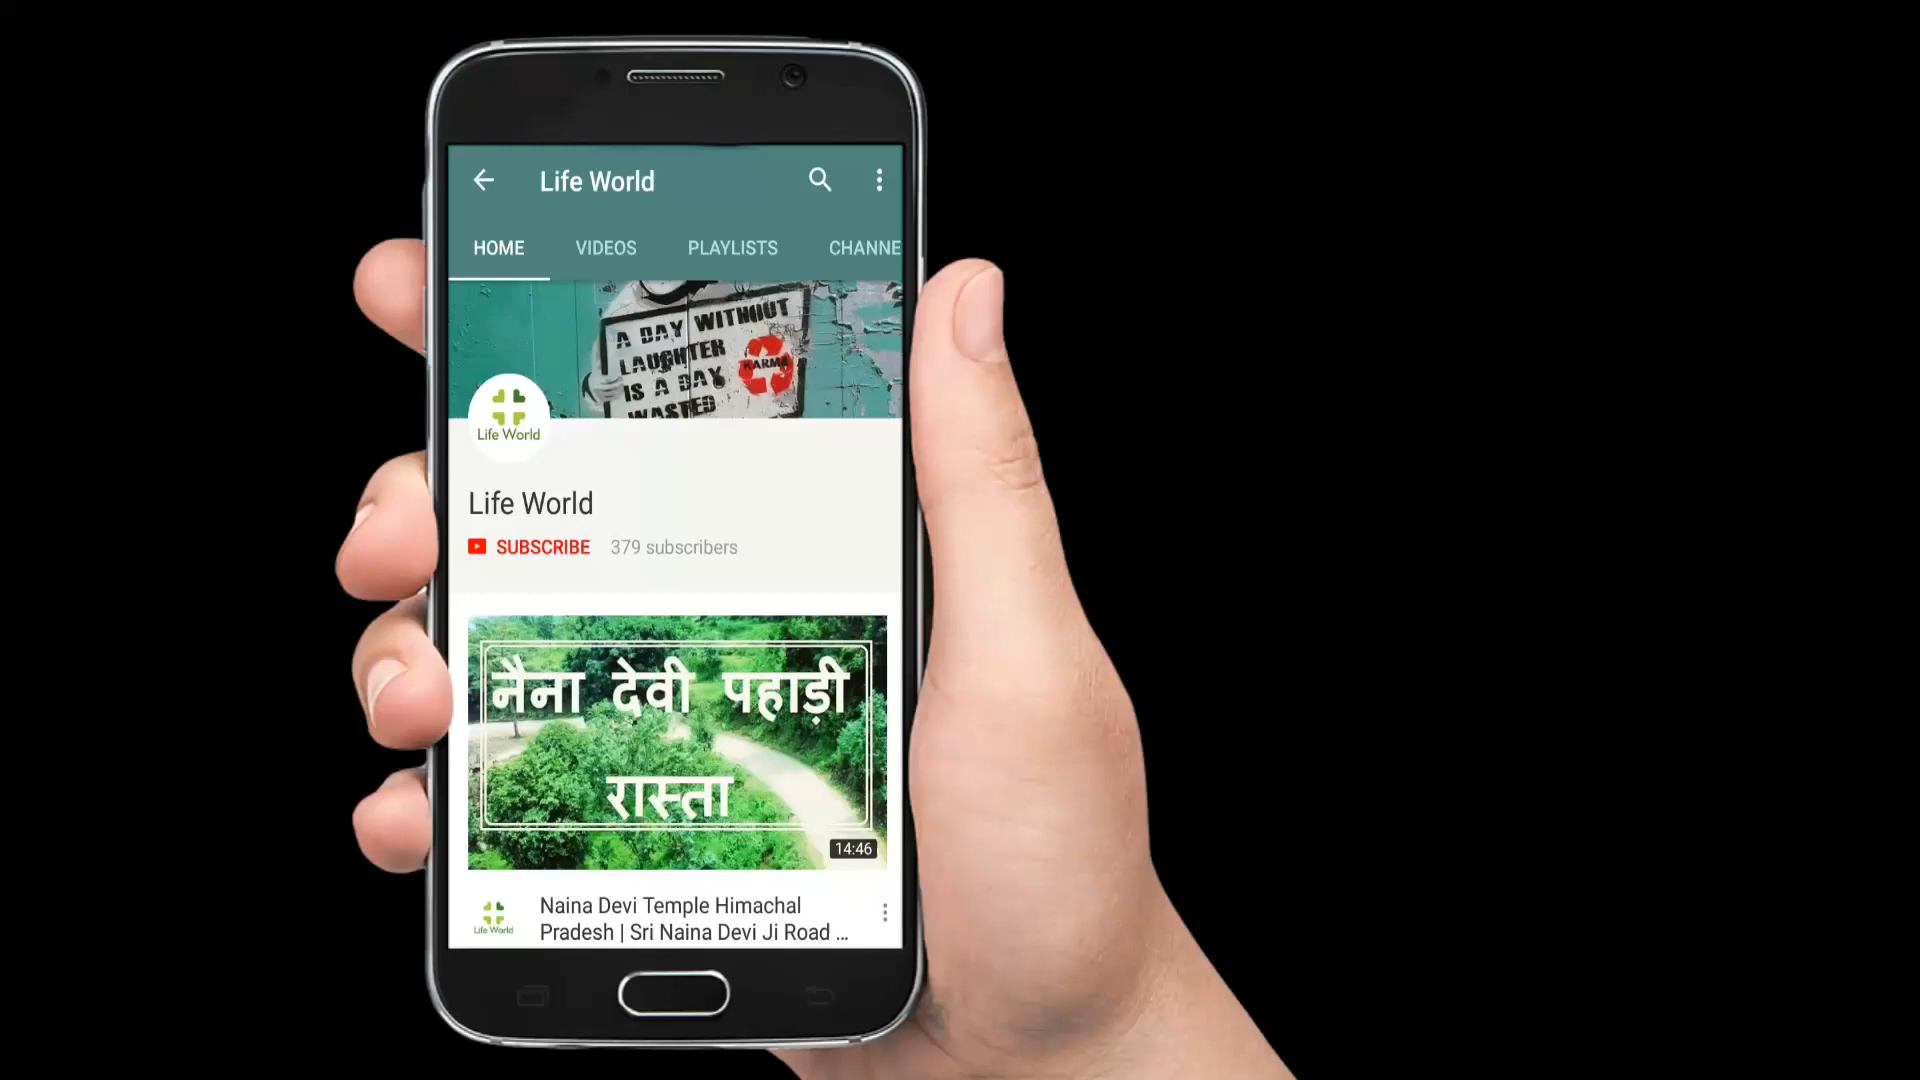 Life World
HOME VIDEOS PLAYLISTS CHANNE
A DAY WITHOUT
LAUGHTER
IS A DAY
WASTED
KARMA
Life World
Life World
SUBSCRIBE 379 subscribers
नैना देवी पहाड़ी
रास्ता
14:46
Naina Devi Temple Himachal
Pradesh | Sri Naina Devi Ji Road ...
Life World